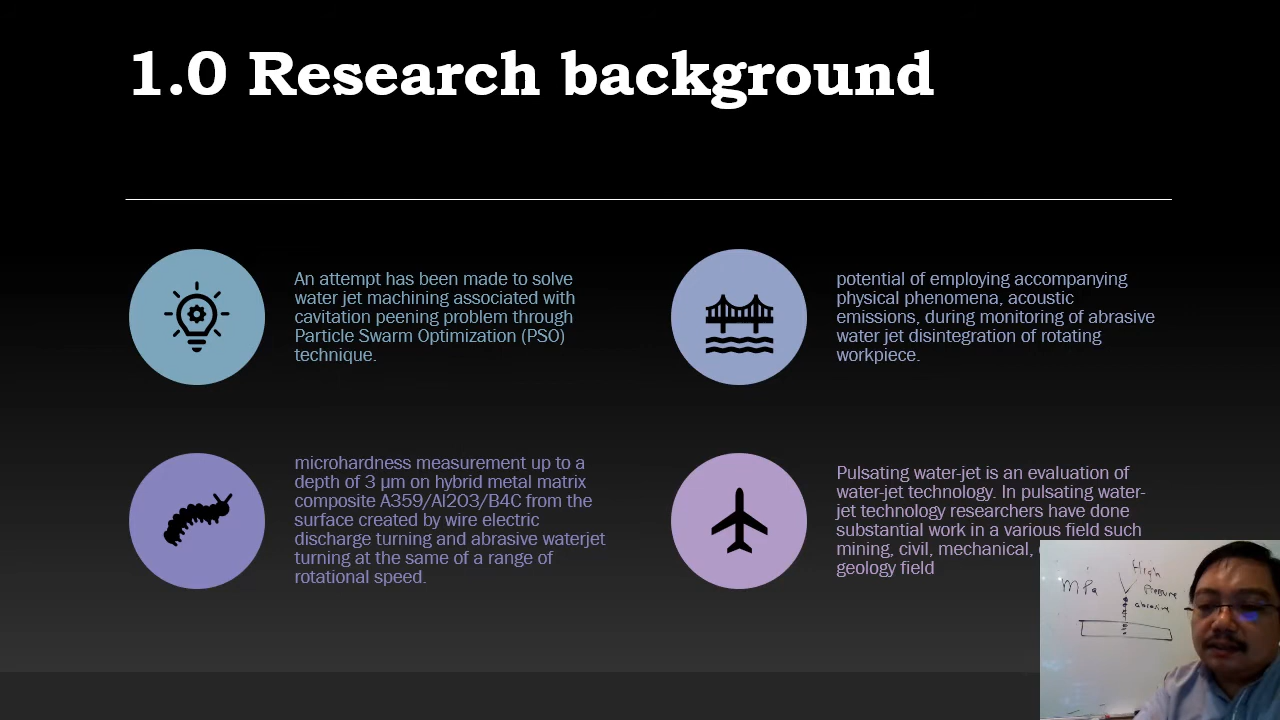 1.0 Research background
An attempt has been made to solve
water jet machining associated with
cavitation peening problem through
Particle Swarm Optimization (PSO)
technique.
potential of employing accompanying
physical phenomena, acoustic
emissions, during monitoring of abrasive
water jet disintegration of rotating
workpiece.
microhardness measurement up to a
depth of 3 µm on hybrid metal matrix
composite A359/Al2O3/B4C from the
surface created by wire electric
discharge turning and abrasive waterjet
turning at the same of a range of
rotational speed.
Pulsating water-jet is an evaluation of
water-jet technology. In pulsating water-
jet technology researchers have done
substantial work in a various field such
mining, civil, mechanical,
geology field
MPa
High
Pressure
abrasive